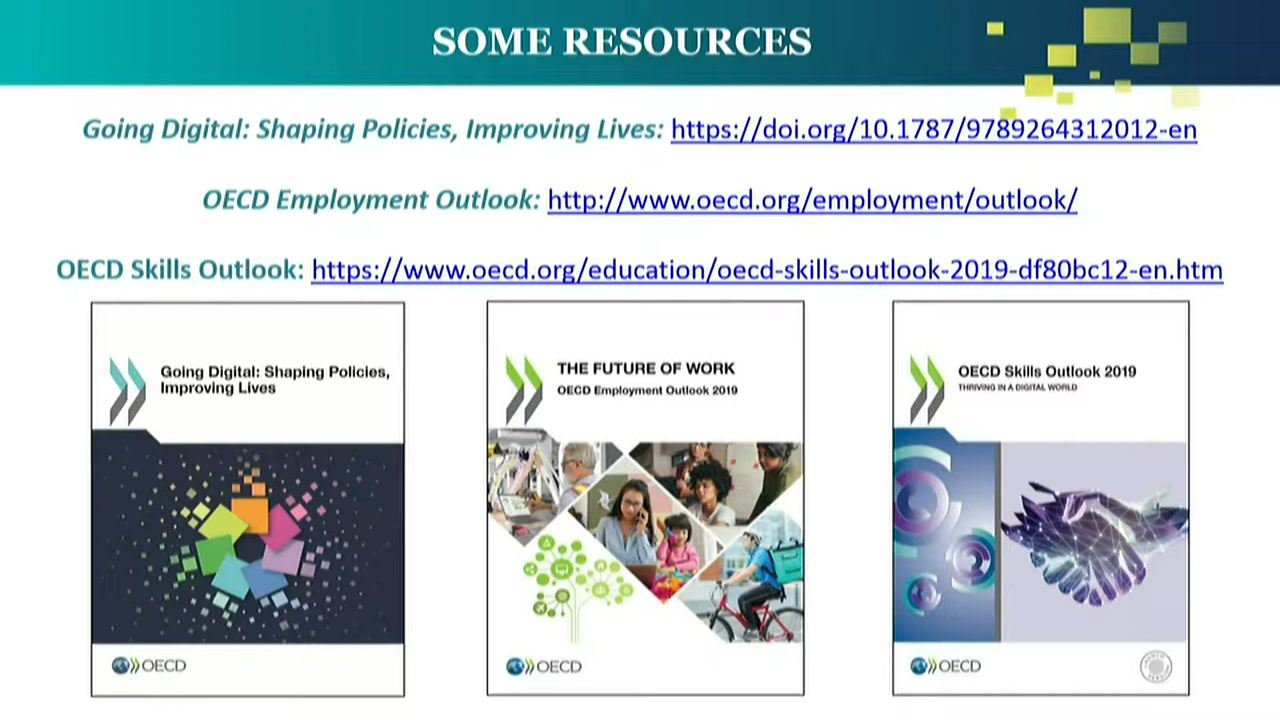 SOME RESOURCES
Going Digital: Shaping Policies, Improving Lives: https://doi.org/10.1787/9789264312012-en
OECD Employment Outlook: http://www.oecd.org/employment/outlook/
OECD Skills Outlook: https://www.oecd.org/education/oecd-skills-outlook-2019-df80bc12-en.htm
Going Digital: Shaping Policies,
Improving Lives
OECD
THE FUTURE OF WORK
OECD Employment Outlook 2019
OECD
OECD Skills Outlook 2019
THRIVING IN A DIGITAL WORLD
OECD